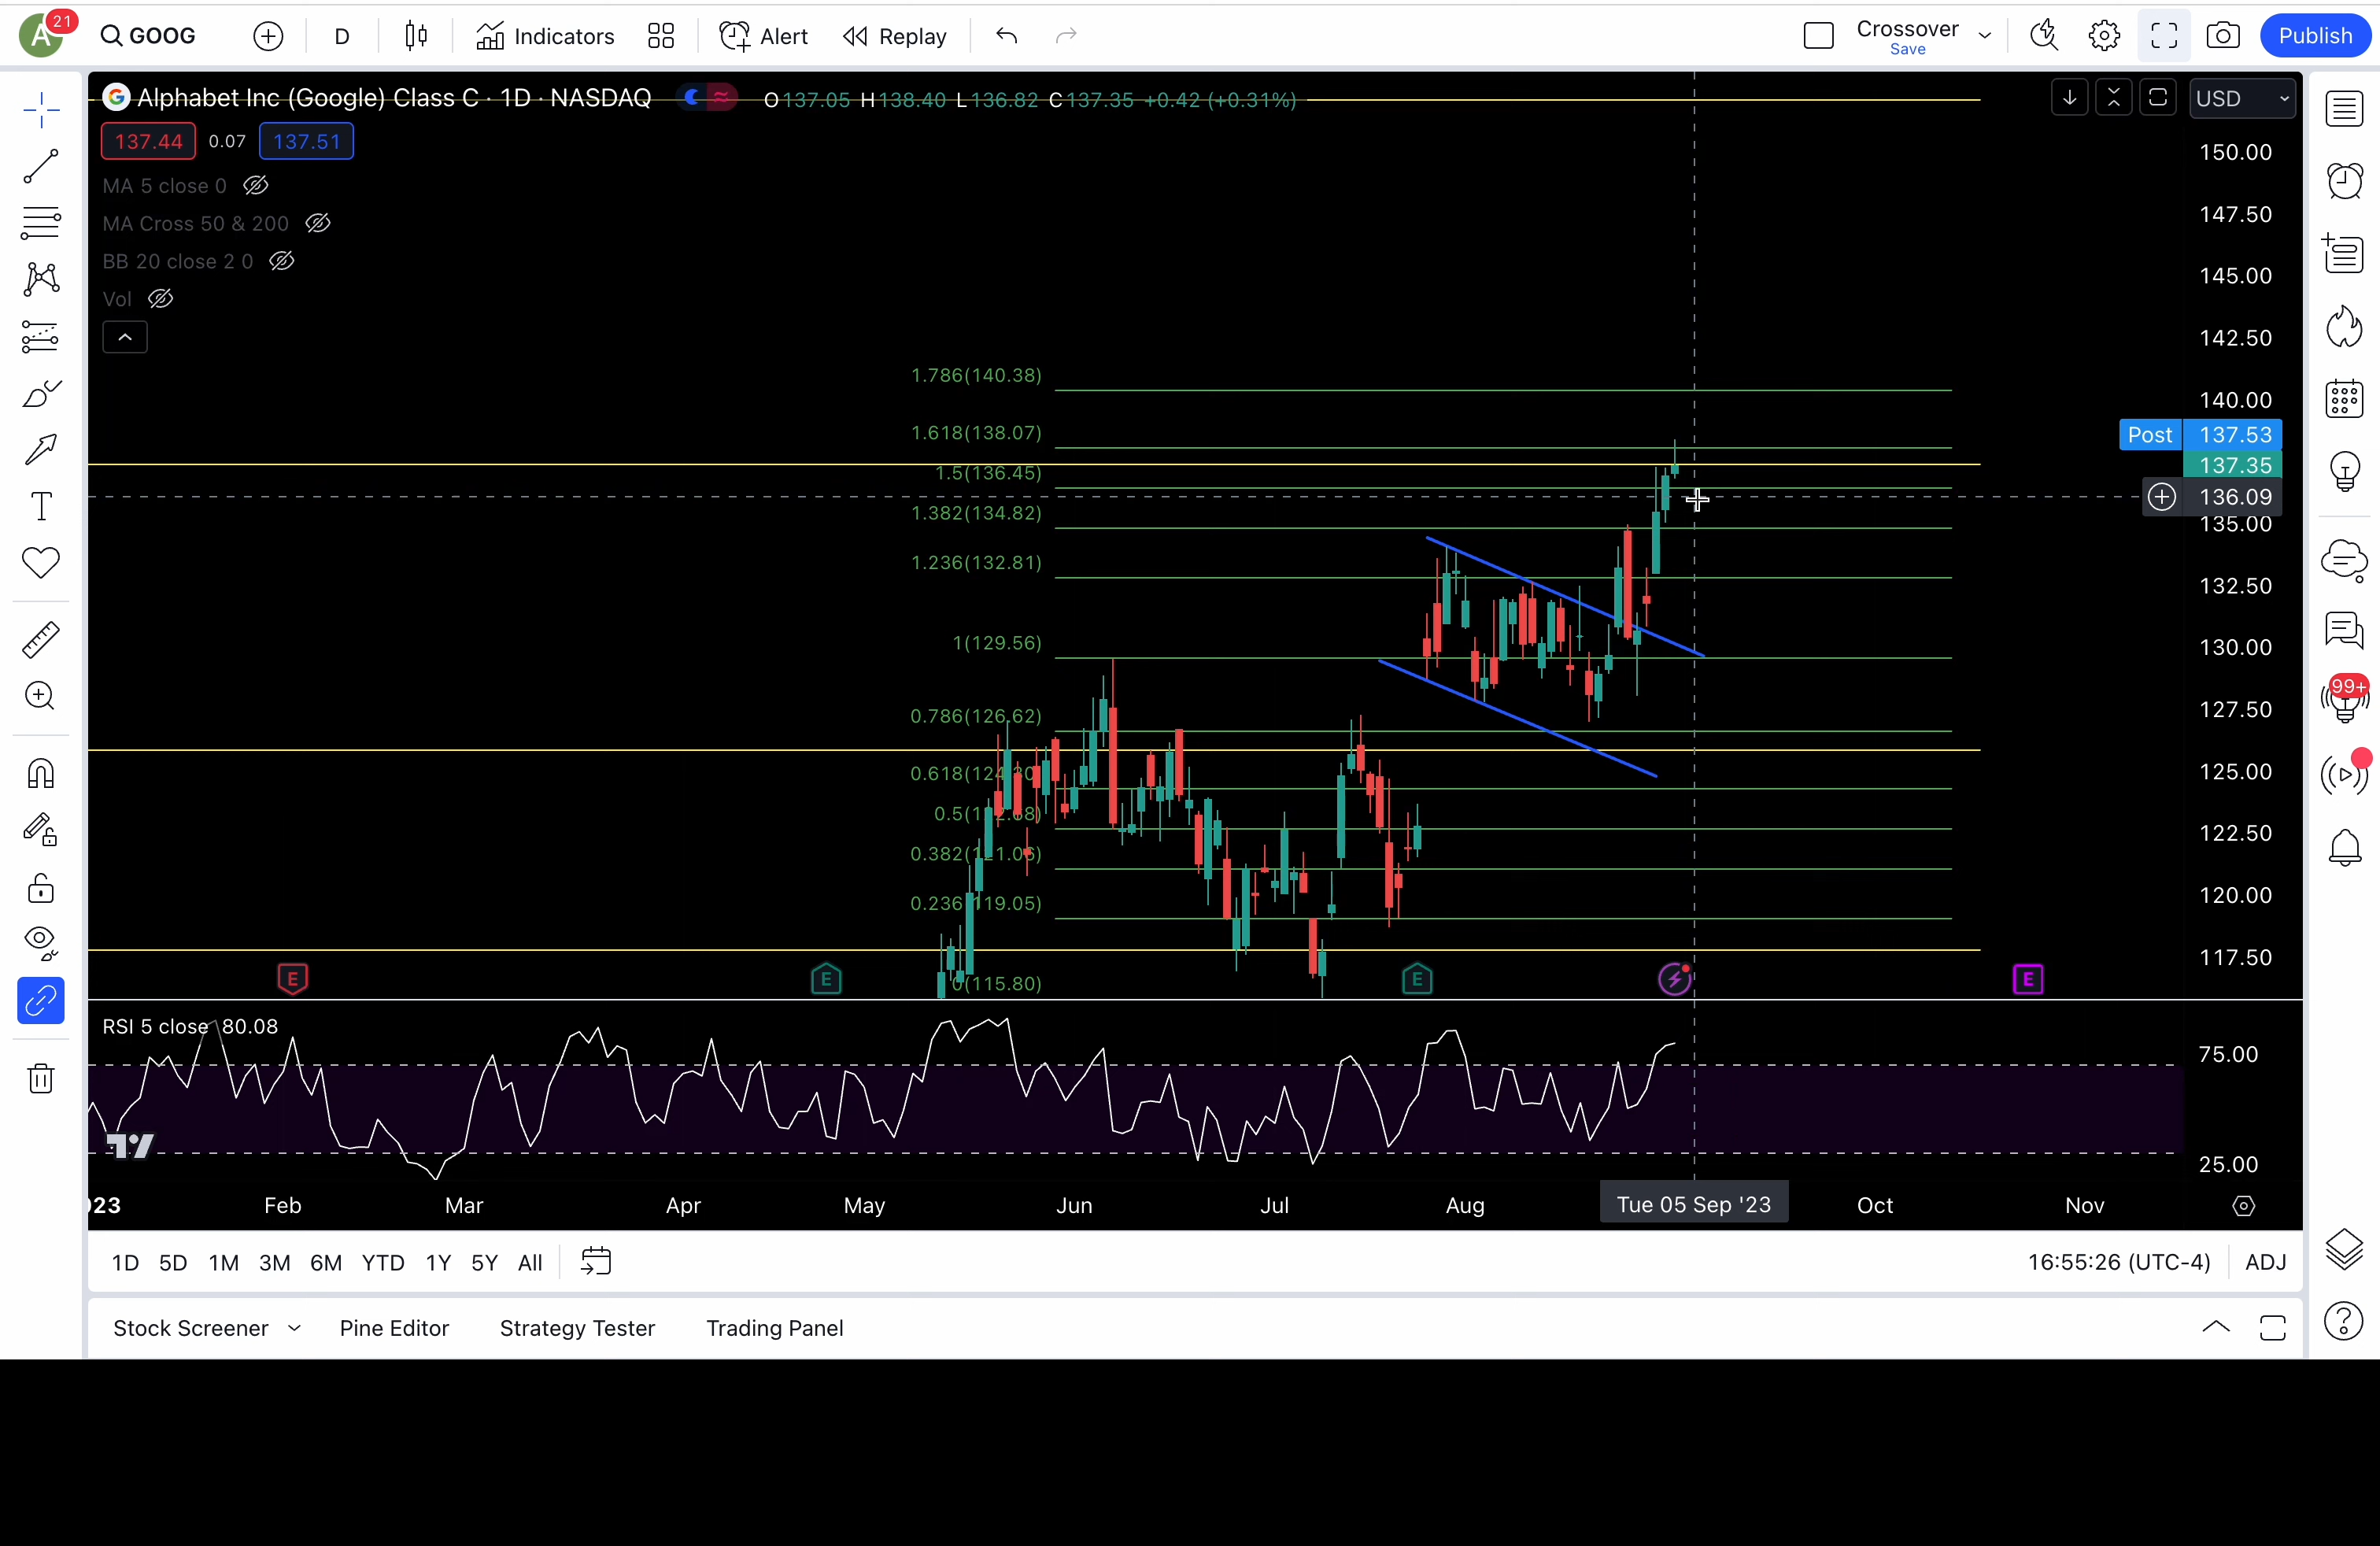 A 21 GOOG D Indicators Alert Replay Crossover Save Publish
G Alphabet Inc (Google) Class C · 1D · NASDAQ O137.05 H138.40 L136.82 C137.35 +0.42 (+0.31%) USD
137.44 0.07 137.51
MA 5 close 0
MA Cross 50 & 200
BB 20 close 2 0
Vol
150.00
147.50
145.00
142.50
140.00
Post 137.53
137.35
136.09
135.00
132.50
130.00
127.50
125.00
122.50
120.00
117.50
1.786(140.38)
1.618(138.07)
1.5(136.45)
1.382(134.82)
1.236(132.81)
1(129.56)
0.786(126.62)
0.618(124.30)
0.5(122.68)
0.382(121.06)
0.236(119.05)
0(115.80)
E E E E
99+
RSI 5 close 80.08
75.00
25.00
023 Feb Mar Apr May Jun Jul Aug Tue 05 Sep '23 Oct Nov
1D 5D 1M 3M 6M YTD 1Y 5Y All 16:55:26 (UTC-4) ADJ
Stock Screener Pine Editor Strategy Tester Trading Panel